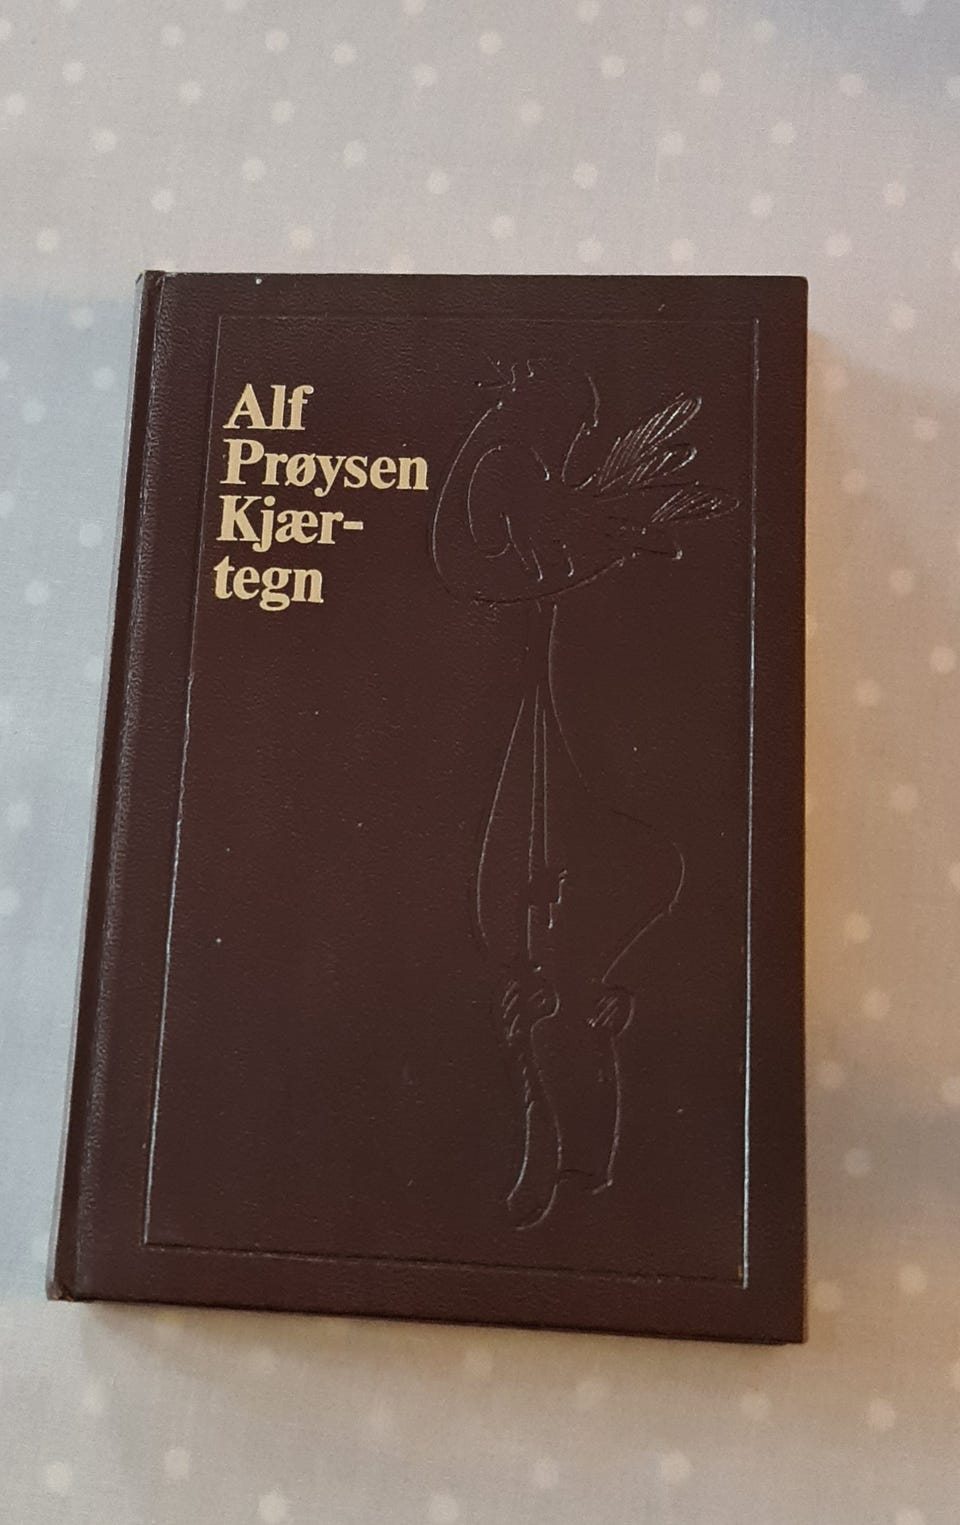 Alf
Prøysen
Kjær-
tegn